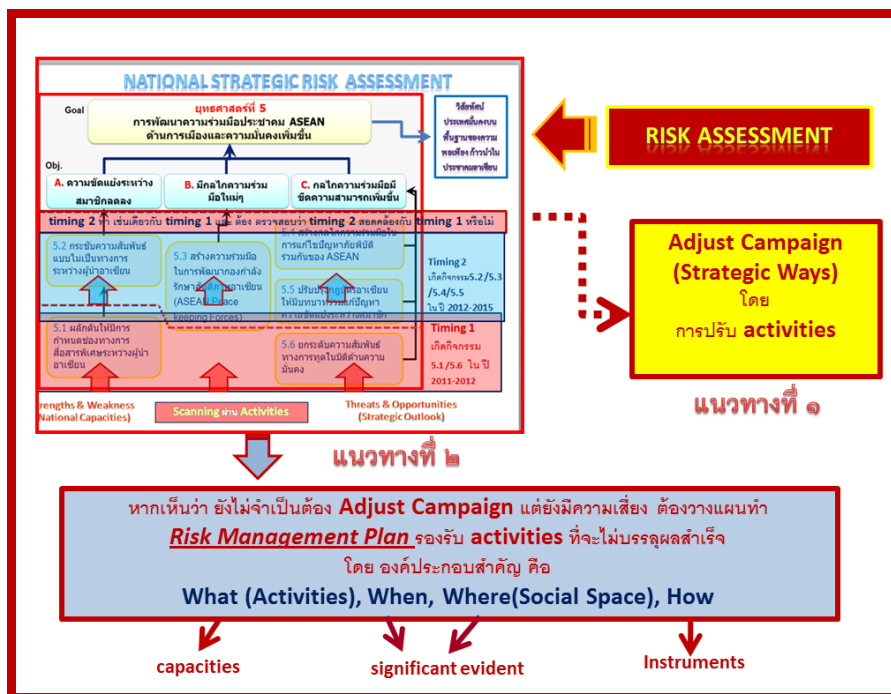 NATIONAL STRATEGIC RISK ASSESSMENT
Goal
ยุทธศาสตร์ที่ 5
การพัฒนาความร่วมมือประชาคม ASEAN
ด้านการเมืองและความมั่นคงเพิ่มขึ้น
วิสัยทัศน์
ประเทศมั่นคงบน
พื้นฐานของความ
พอเพียง ก้าวนำใน
ประชาคมอาเซียน
RISK ASSESSMENT
Obj.
A. ความขัดแย้งระหว่าง
สมาชิกลดลง
B. มีกลไกความร่วม
มือใหม่ๆ
C. กลไกความร่วมมือมี
ขีดความสามารถเพิ่มขึ้น
timing 2 ทำ เช่นเดียวกับ timing 1 และ ต้อง ตรวจสอบว่า timing 2 สอดคล้องกับ timing 1 หรือไม่
5.2 กระชับความสัมพันธ์
แบบไม่เป็นทางการ
ระหว่างผู้นำอาเซียน
5.3 สร้างความร่วมมือ
ในการพัฒนากองกำลัง
รักษาสันติภาพอาเซียน
(ASEAN Peace
keeping Forces)
5.4 สร้างกลไกความร่วมมือใน
การแก้ไขปัญหาภัยพิบัติ
ร่วมกันของ ASEAN
5.5 ปรับปรุงกฎบัตรอาเซียน
ให้มีบทบาท
ความขัดแย้งระหว่างสมาชิก
Timing 2
เกิดกิจกรรม5.2/5.3
/5.4/5.5
ใน ปี 2012-2015
5.1 ผลักดันให้มีการ
กำหนดช่องทางการ
สื่อสารพิเศษระหว่างผู้นำ
อาเซียน
5.6 ยกระดับความสัมพันธ์
ทางการทูตในมิติด้านความ
มั่นคง
Timing 1
เกิดกิจกรรม
5.1/5.6 ใน ปี
2011-2012
trengths & Weakness
National Capacities)
Scanning ผ่าน Activities
Threats & Opportunities
(Strategic Outlook)
Adjust Campaign
(Strategic Ways)
โดย
การปรับ activities
แนวทางที่ ๑
แนวทางที่ ๒
หากเห็นว่า ยังไม่จำเป็นต้อง Adjust Campaign แต่ยังมีความเสี่ยง ต้องวางแผนทำ
Risk Management Plan รองรับ activities ที่จะไม่บรรลุผลสำเร็จ
โดย องค์ประกอบสำคัญ คือ
What (Activities), When, Where(Social Space), How
capacities
significant evident
Instruments